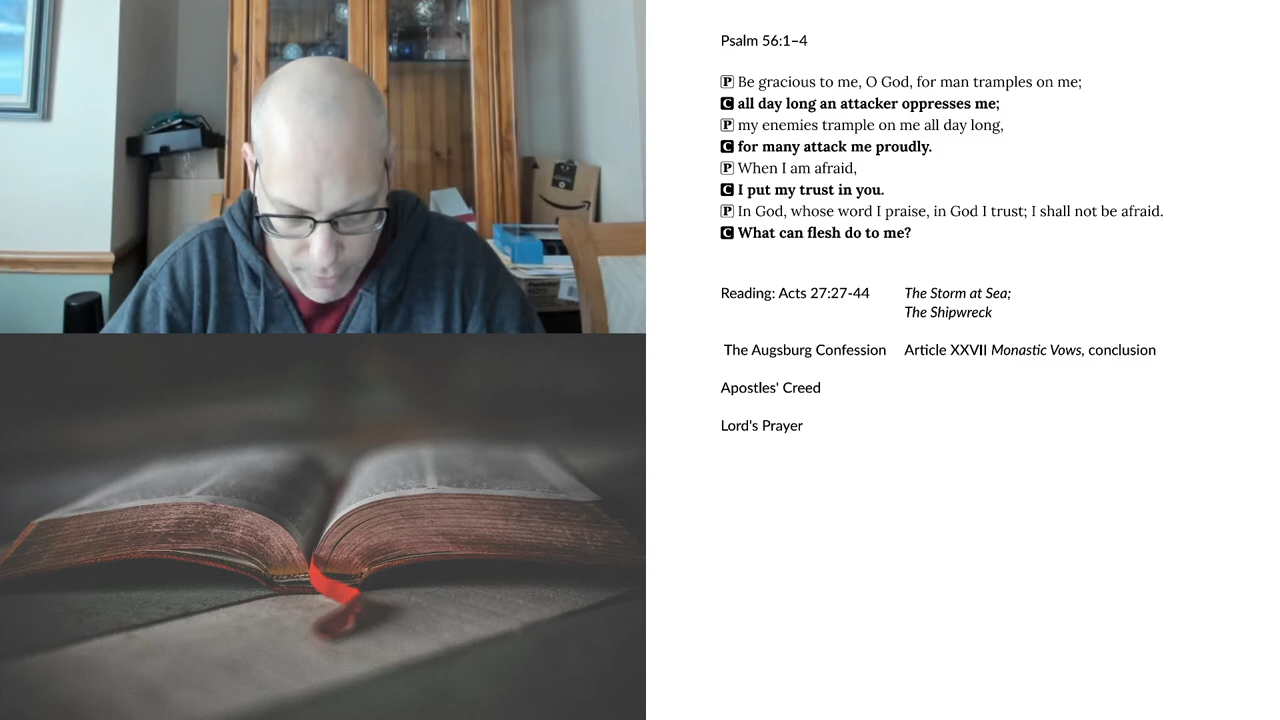 Psalm 56:1–4
P Be gracious to me, O God, for man tramples on me;
C all day long an attacker oppresses me;
P my enemies trample on me all day long,
C for many attack me proudly.
P When I am afraid,
C I put my trust in you.
P In God, whose word I praise, in God I trust; I shall not be afraid.
C What can flesh do to me?
Reading: Acts 27:27-44 The Storm at Sea;
The Shipwreck
The Augsburg Confession Article XXVII Monastic Vows, conclusion
Apostles' Creed
Lord's Prayer